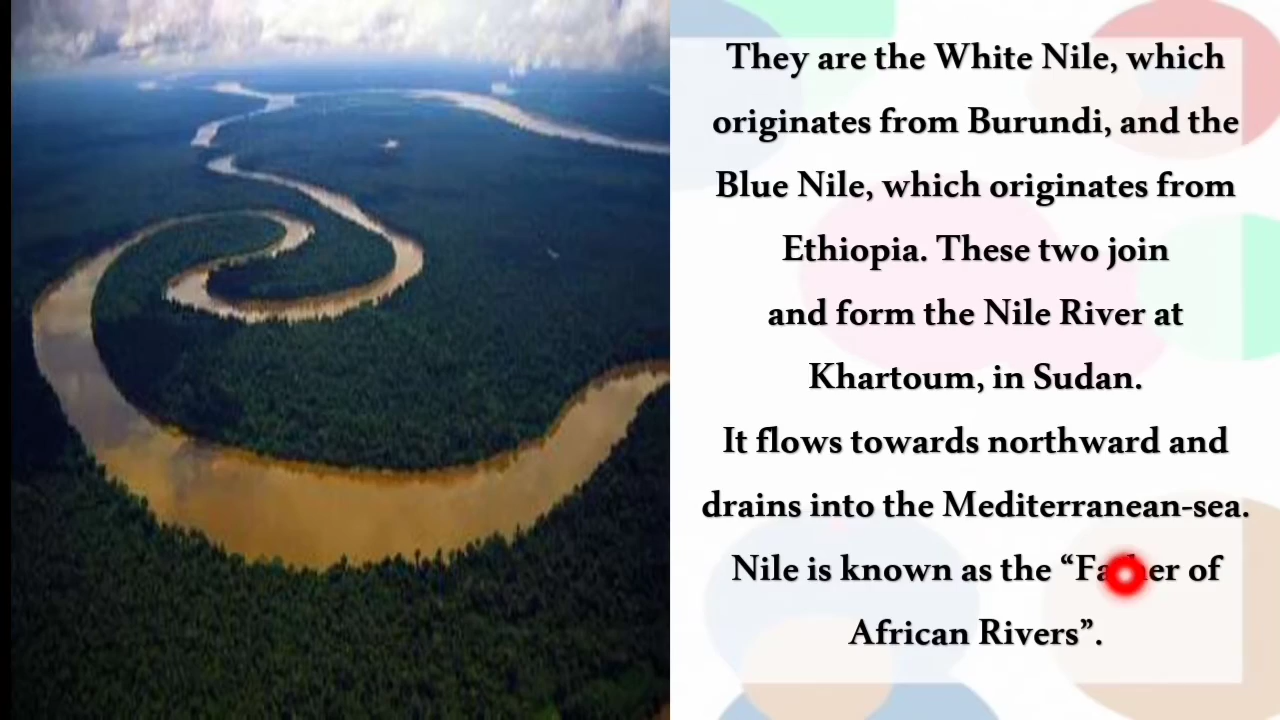 They are the White Nile, which
originates from Burundi, and the
Blue Nile, which originates from
Ethiopia. These two join
and form the Nile River at
Khartoum, in Sudan.
It flows towards northward and
drains into the Mediterranean-sea.
Nile is known as the “Father of
African Rivers”.